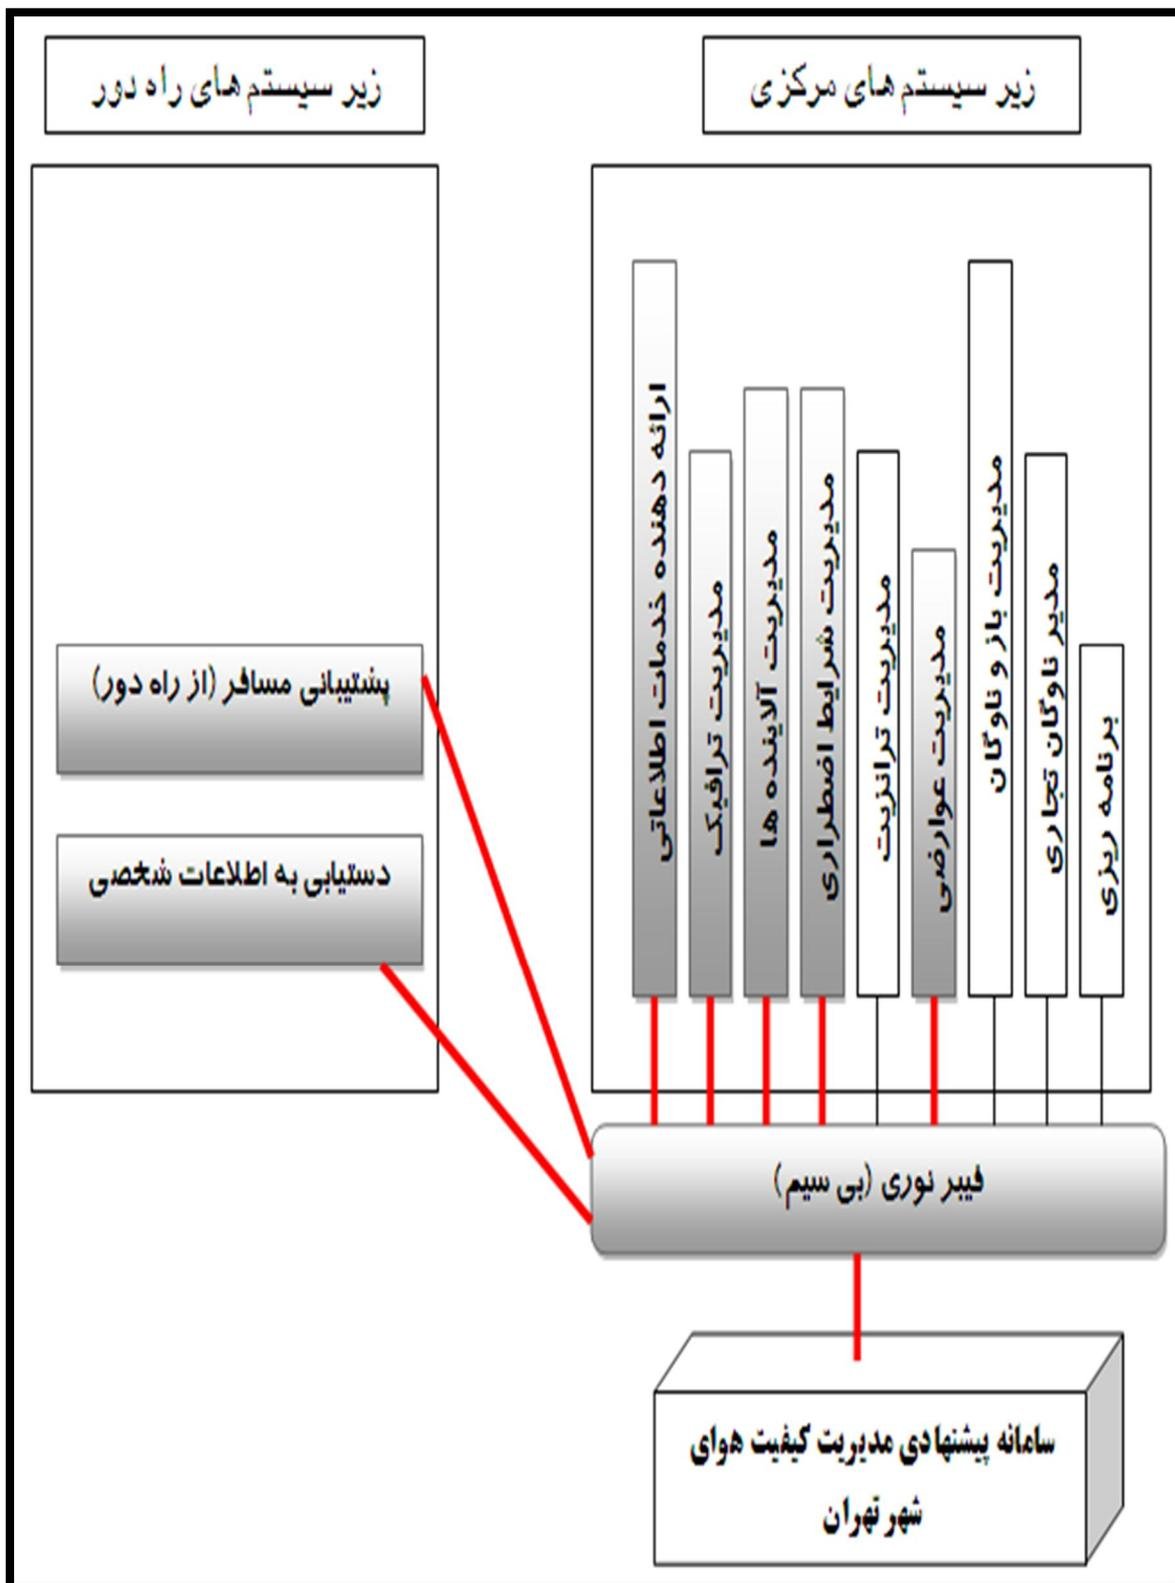 زیر سیستم های مرکزی
زیر سیستم های راه دور
ارائه دهنده خدمات اطلاعاتی
مدیریت ترافیک
مدیریت آلاینده ها
مدیریت شرایط اضطراری
مدیریت ترانزیت
مدیریت عوارضی
مدیریت باز و ناوگان
مدیر ناوگان تجاری
برنامه ریزی
پشتیبانی مسافر (از راه دور)
دستیابی به اطلاعات شخصی
فیبر نوری (بی سیم)
سامانه پیشنهادی مدیریت کیفیت هوای
شهر تهران